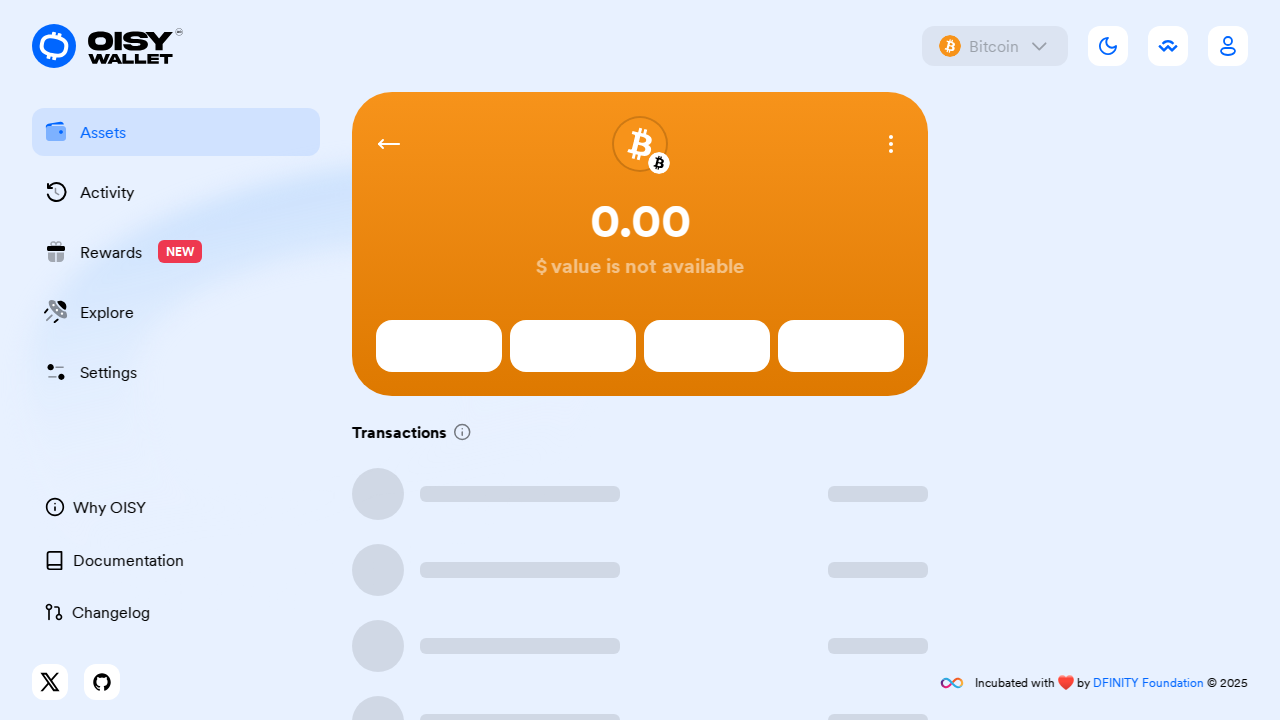 OISY
WALLET
Bitcoin
Assets
Activity
Rewards NEW
Explore
Settings
0.00
$ value is not available
Transactions
Why OISY
Documentation
Changelog
Incubated with ❤️ by DFINITY Foundation © 2025